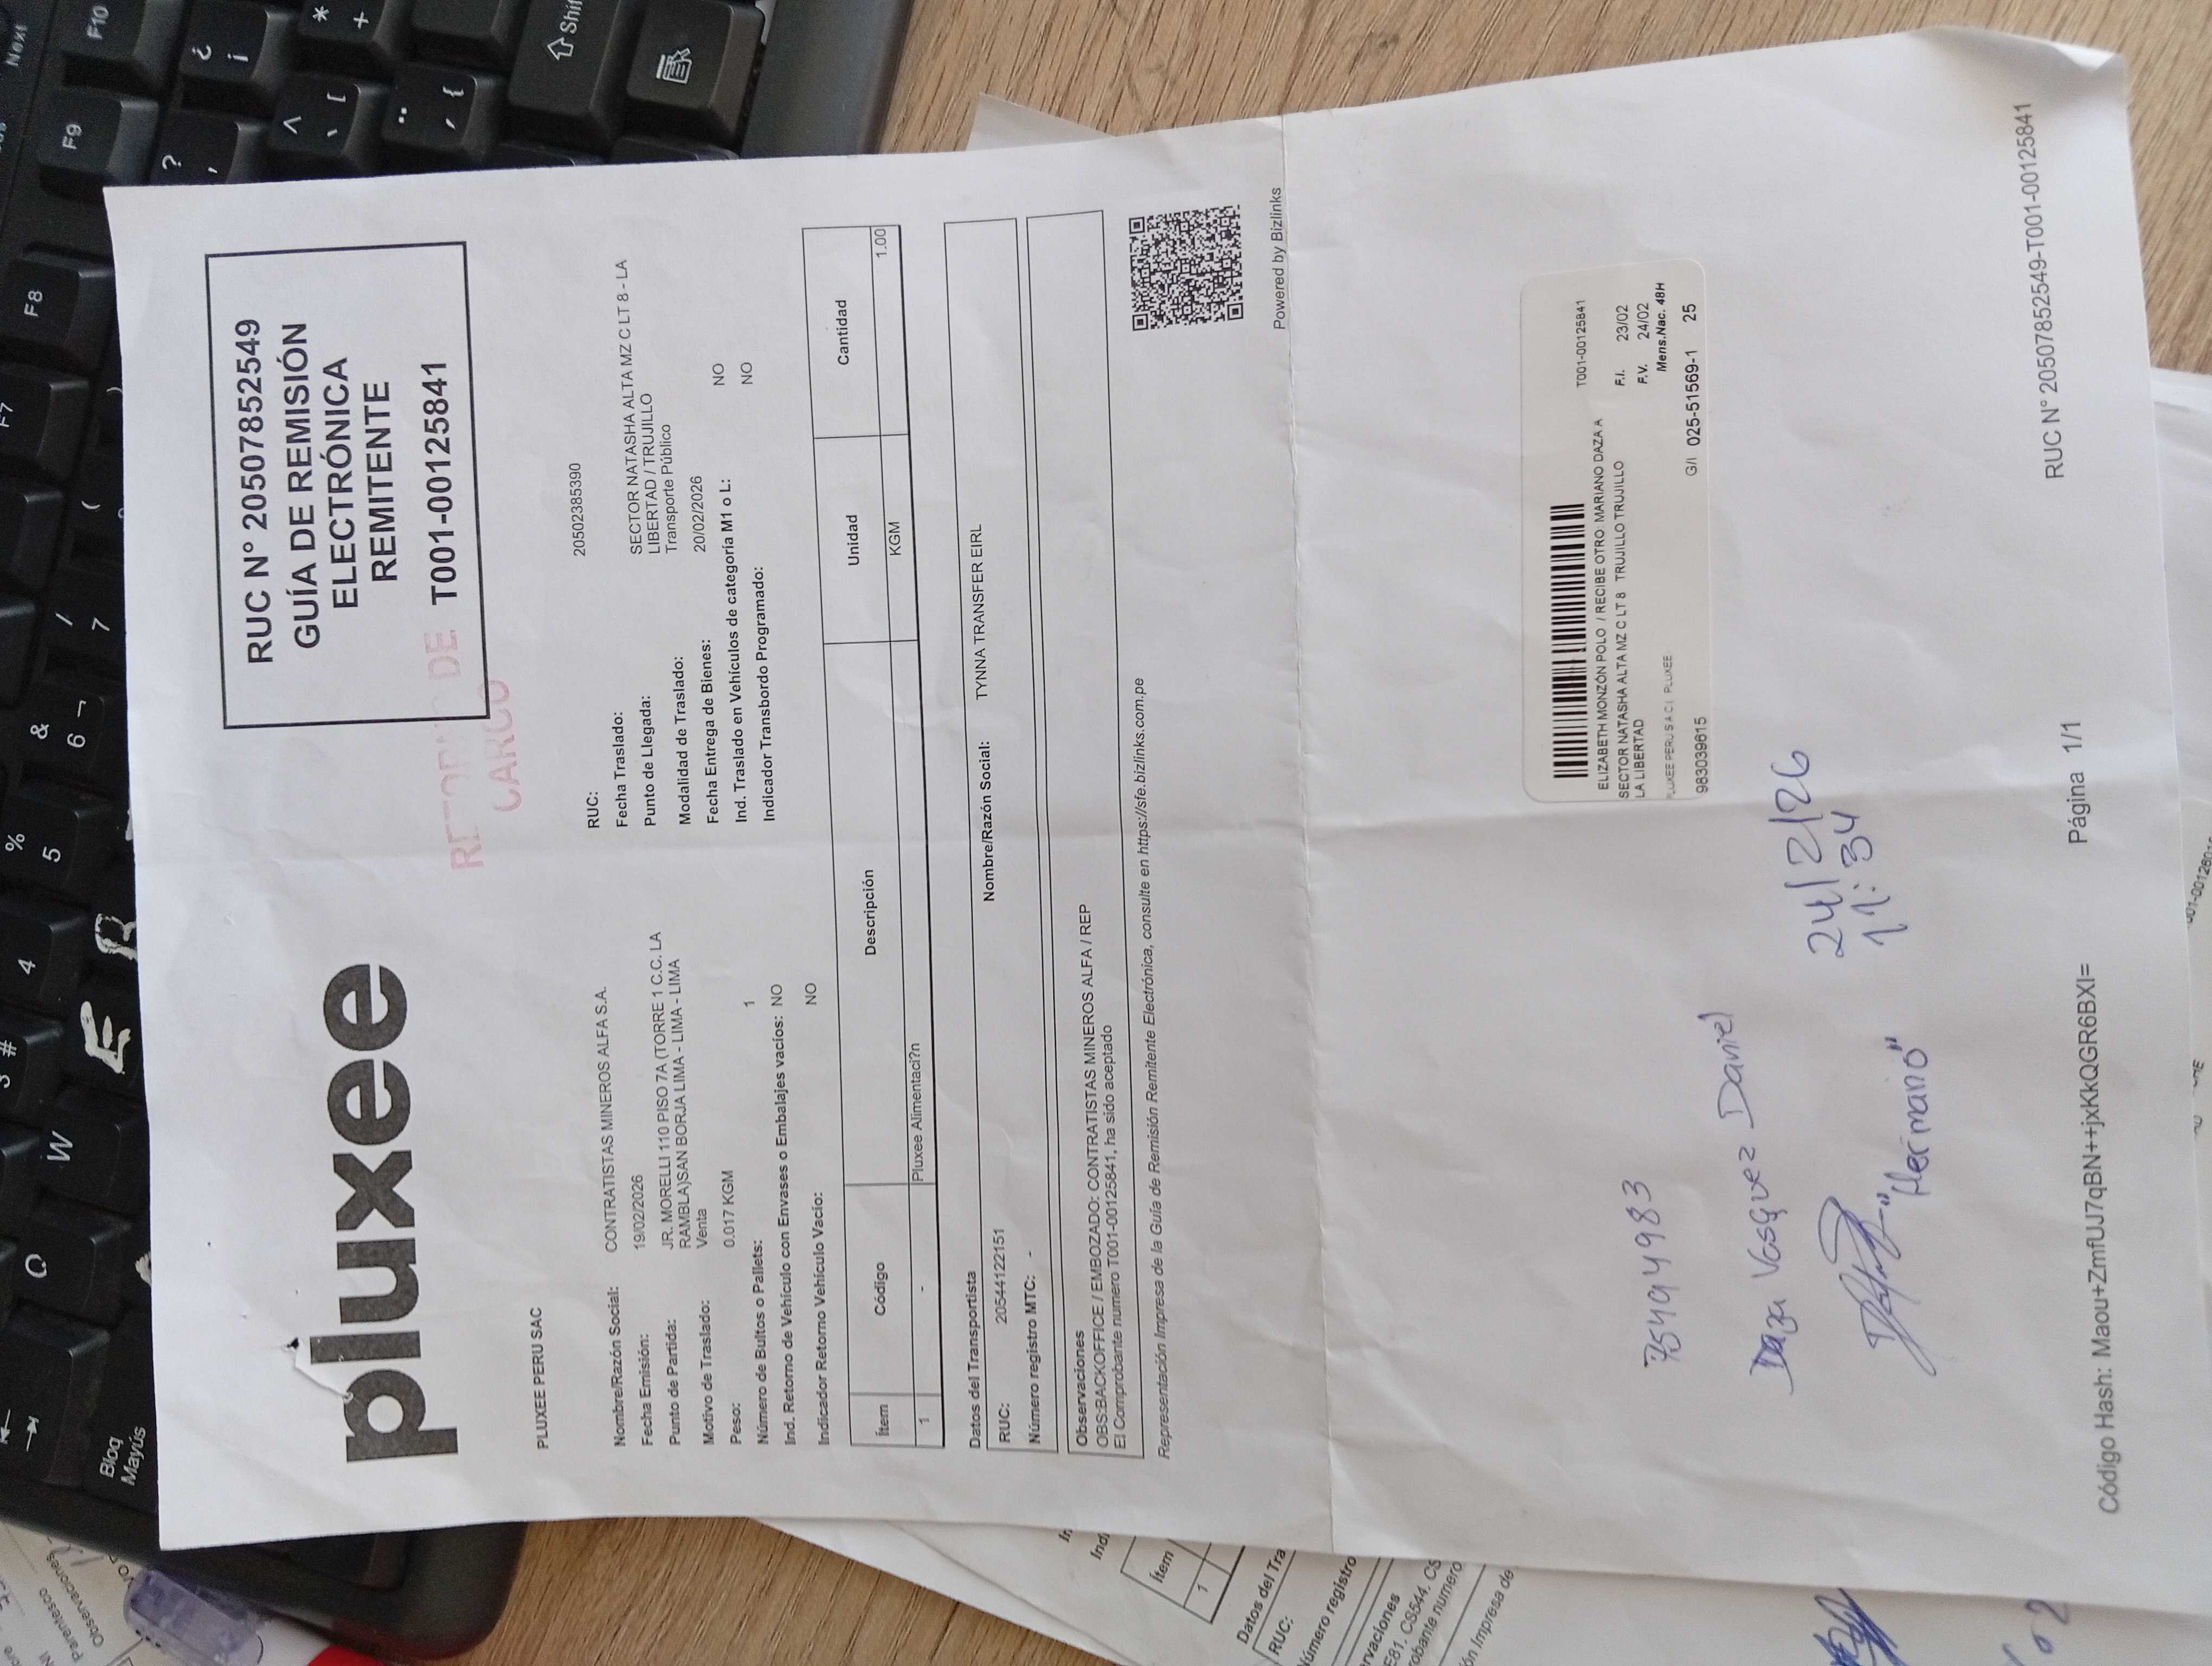 pluxee
RUC N° 20507852549
GUÍA DE REMISIÓN
ELECTRÓNICA
REMITENTE
T001-00125841
RETORNO DE
CARGO
PLUXEE PERU SAC
Nombre/Razón Social: CONTRATISTAS MINEROS ALFA S.A.
Fecha Emisión: 19/02/2026
Punto de Partida: JR. MORELLI 110 PISO 7A (TORRE 1 C.C. LA
RAMBLA)SAN BORJA LIMA - LIMA - LIMA
Motivo de Traslado: Venta
Peso: 0.017 KGM
Número de Bultos o Pallets: 1
Ind. Retorno de Vehículo con Envases o Embalajes vacíos: NO
Indicador Retorno Vehículo Vacío: NO
RUC: 20502385390
Fecha Traslado:
Punto de Llegada: SECTOR NATASHA ALTA MZ C LT 8 - LA
LIBERTAD / TRUJILLO
Modalidad de Traslado: Transporte Público
Fecha Entrega de Bienes: 20/02/2026
Ind. Traslado en Vehículos de categoría M1 o L: NO
Indicador Transbordo Programado: NO
Ítem Código Descripción Unidad Cantidad
1 - Pluxee Alimentaci?n KGM 1.00
Datos del Transportista
RUC: 20544122151 Nombre/Razón Social: TYNNA TRANSFER EIRL
Número registro MTC: -
Observaciones
OBS:BACKOFFICE / EMBOZADO: CONTRATISTAS MINEROS ALFA / REP
El Comprobante numero T001-00125841, ha sido aceptado
Representación Impresa de la Guía de Remisión Remitente Electrónica, consulte en https://sfe.bizlinks.com.pe
Powered by Bizlinks
T001-00125841
ELIZABETH MONZÓN POLO / RECIBE OTRO: MARIANO DAZA A
SECTOR NATASHA ALTA MZ C LT 8 TRUJILLO TRUJILLO
LA LIBERTAD
F.I. 23/02
F.V. 24/02
Mens.Nac. 48H
PLUXEE PERU S A C I PLUXEE
983039615
G/I 025-51569-1 25
75494983
Daza Vasquez Daniel
24/2/26
11:34
"Hermano"
Código Hash: Maou+ZmfUJ7qBN++jxKkQGR6BXI=
Página 1/1
RUC N° 20507852549-T001-00125841